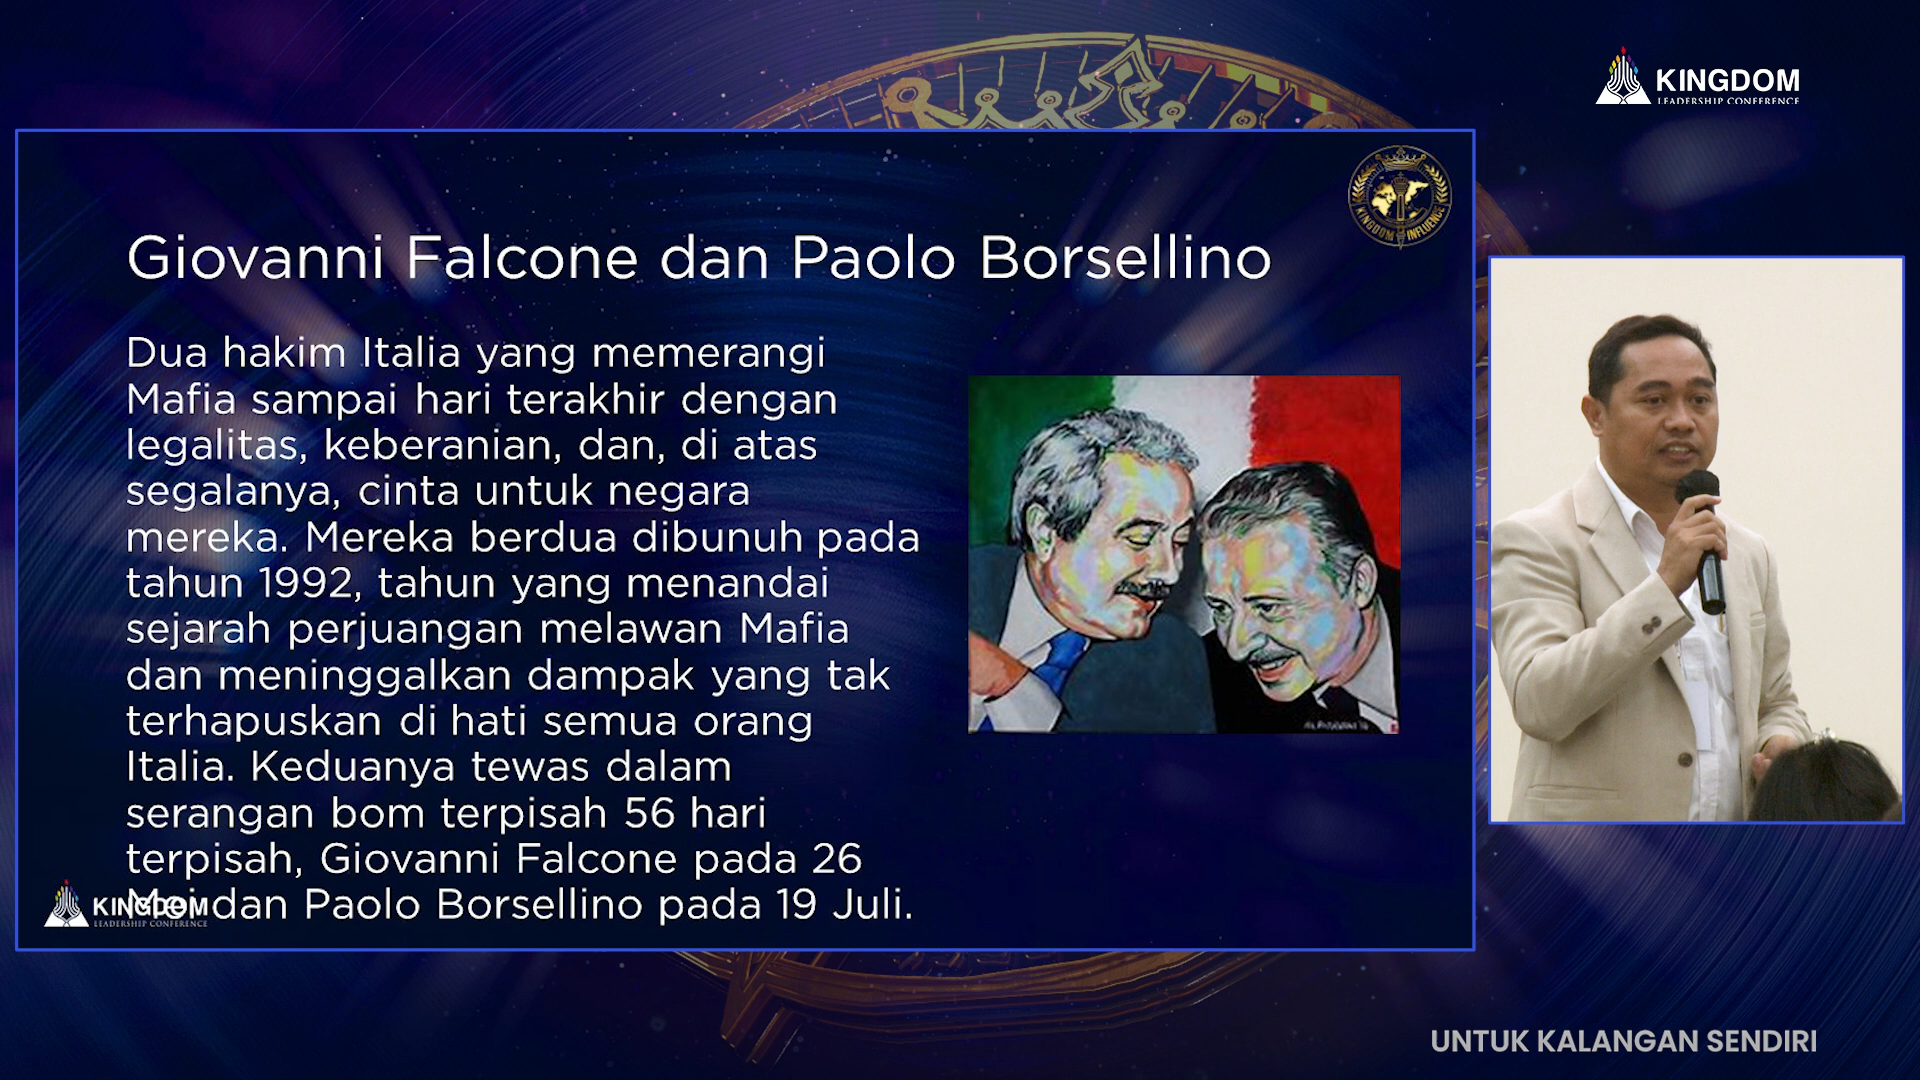 KINGDOM
LEADERSHIP CONFERENCE
KINGDOM INFLUENCE
Giovanni Falcone dan Paolo Borsellino
Dua hakim Italia yang memerangi
Mafia sampai hari terakhir dengan
legalitas, keberanian, dan, di atas
segalanya, cinta untuk negara
mereka. Mereka berdua dibunuh pada
tahun 1992, tahun yang menandai
sejarah perjuangan melawan Mafia
dan meninggalkan dampak yang tak
terhapuskan di hati semua orang
Italia. Keduanya tewas dalam
serangan bom terpisah 56 hari
terpisah, Giovanni Falcone pada 26
Mei dan Paolo Borsellino pada 19 Juli.
KINGDOM
LEADERSHIP CONFERENCE
UNTUK KALANGAN SENDIRI